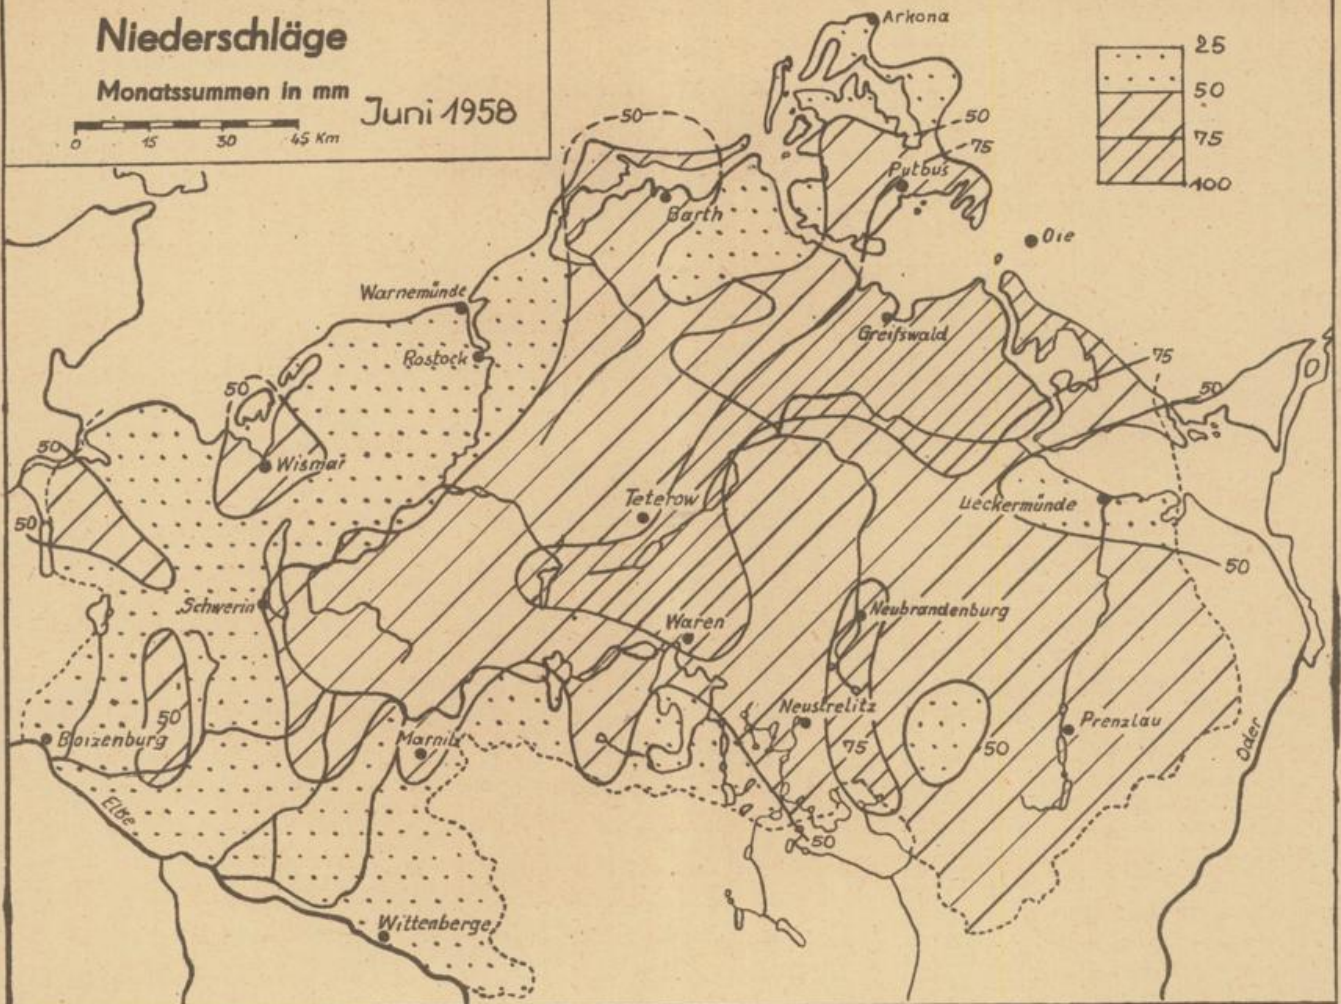 Niederschläge
Monatssummen in mm
Juni 1958
0 15 30 45 Km
25
50
75
100
Arkona
50
50
75
Putbus
Barth
Oie
Warnemünde
Greifswald
Rostock
75
50
50
50
Wismar
Teterow
Ueckermünde
50
50
Schwerin
Neubrandenburg
Waren
Neustrelitz
50
Prenzlau
Boizenburg
Marnitz
75
50
Oder
Elbe
50
Wittenberge